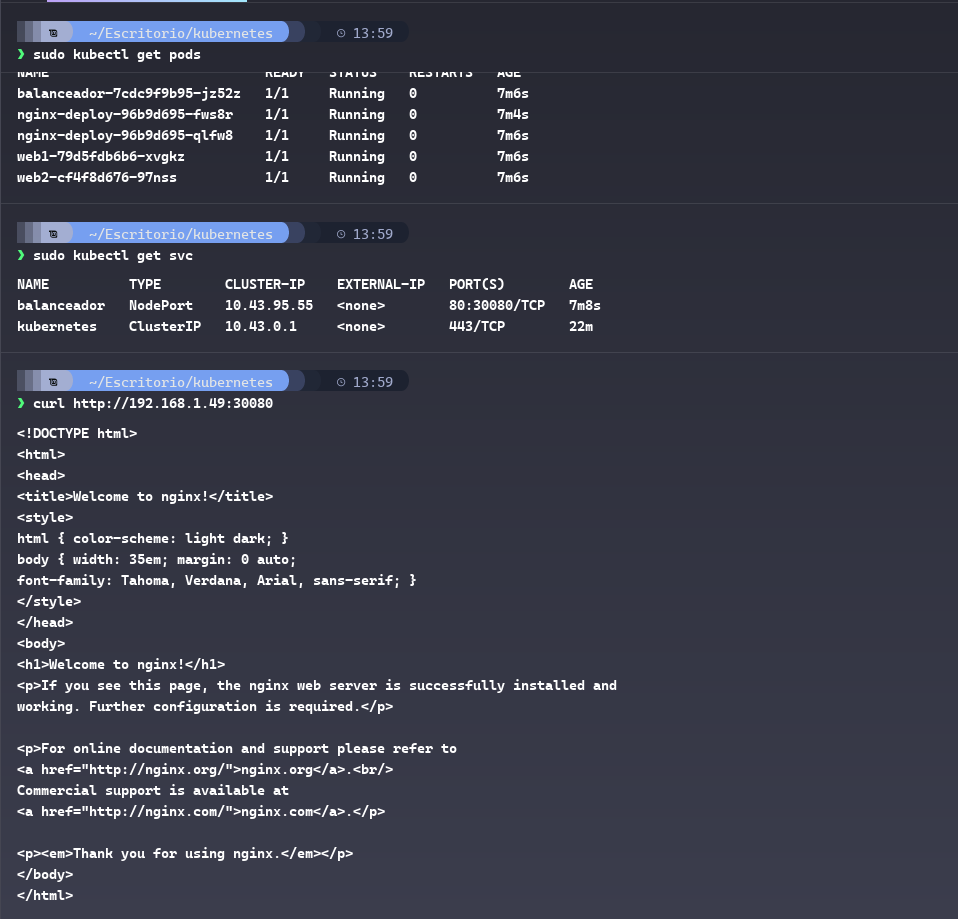 ~/Escritorio/kubernetes 13:59
❯ sudo kubectl get pods
NAME READY STATUS RESTARTS AGE
balanceador-7cdc9f9b95-jz52z 1/1 Running 0 7m6s
nginx-deploy-96b9d695-fws8r 1/1 Running 0 7m4s
nginx-deploy-96b9d695-qlfw8 1/1 Running 0 7m6s
web1-79d5fdb6b6-xvgkz 1/1 Running 0 7m6s
web2-cf4f8d676-97nss 1/1 Running 0 7m6s
~/Escritorio/kubernetes 13:59
❯ sudo kubectl get svc
NAME TYPE CLUSTER-IP EXTERNAL-IP PORT(S) AGE
balanceador NodePort 10.43.95.55 <none> 80:30080/TCP 7m8s
kubernetes ClusterIP 10.43.0.1 <none> 443/TCP 22m
~/Escritorio/kubernetes 13:59
❯ curl http://192.168.1.49:30080
<!DOCTYPE html>
<html>
<head>
<title>Welcome to nginx!</title>
<style>
html { color-scheme: light dark; }
body { width: 35em; margin: 0 auto;
font-family: Tahoma, Verdana, Arial, sans-serif; }
</style>
</head>
<body>
<h1>Welcome to nginx!</h1>
<p>If you see this page, the nginx web server is successfully installed and
working. Further configuration is required.</p>
<p>For online documentation and support please refer to
<a href="http://nginx.org/">nginx.org</a>.<br/>
Commercial support is available at
<a href="http://nginx.com/">nginx.com</a>.</p>
<p><em>Thank you for using nginx.</em></p>
</body>
</html>